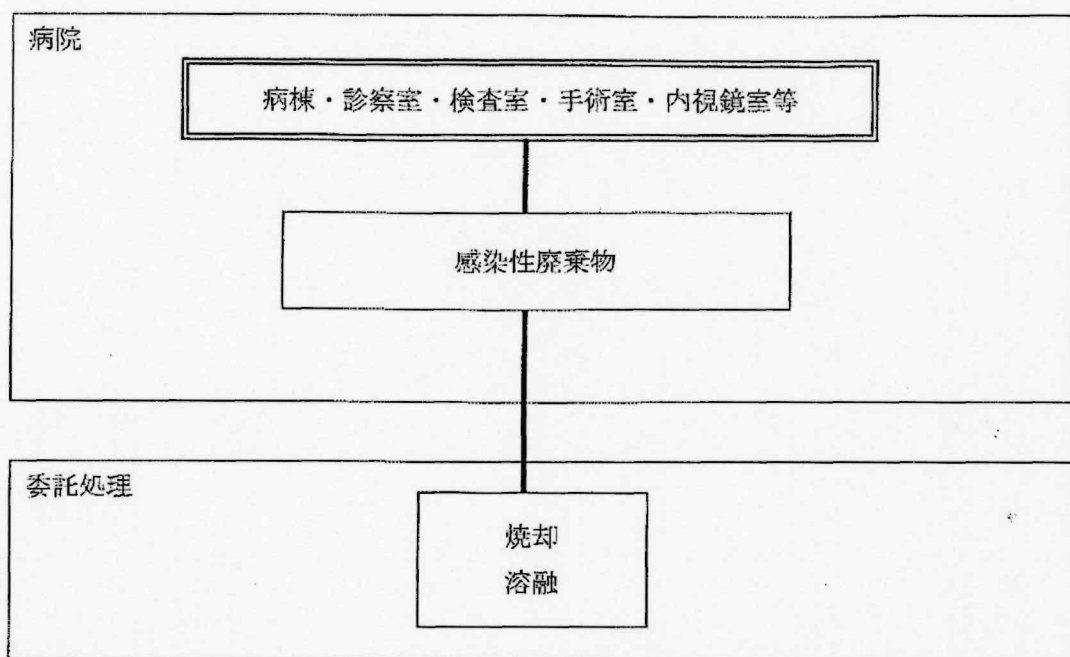 病院
病棟・診察室・検査室・手術室・内視鏡室等
感染性廃棄物
委託処理
焼却
溶融